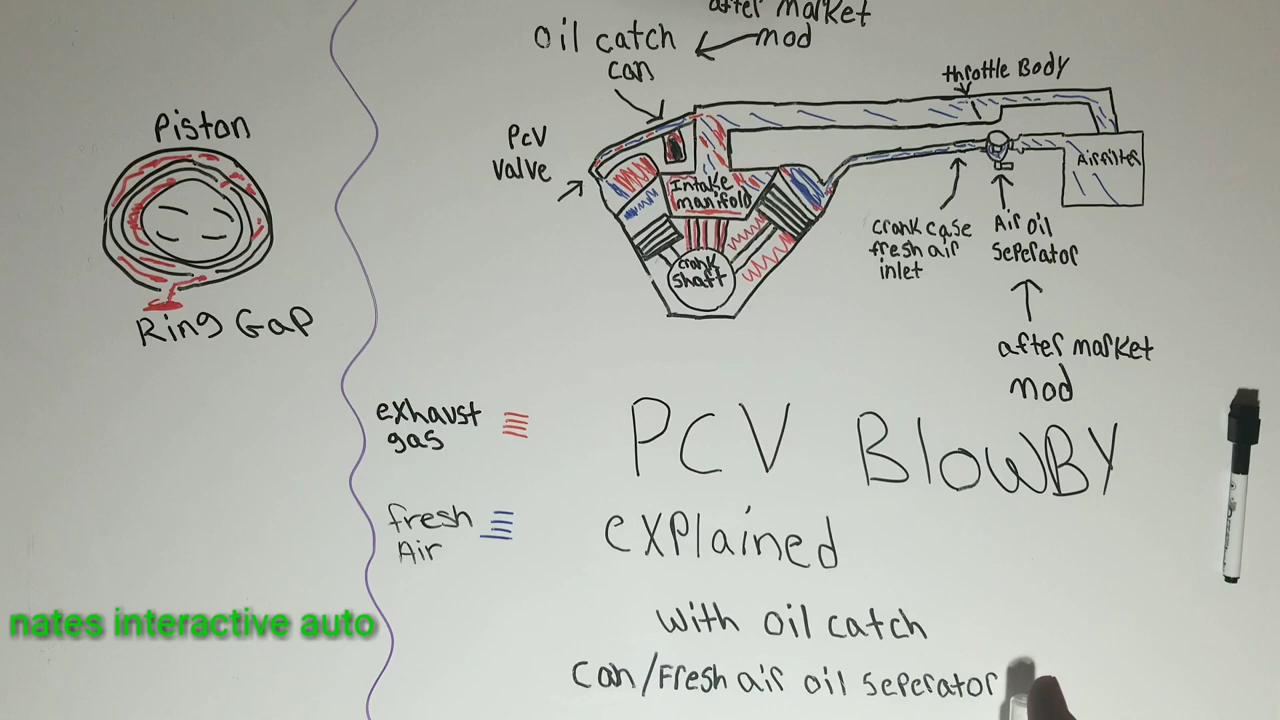 after market
mod
oil catch
can
throttle Body
Piston
PCV
valve
Air filter
Intake
manifold
crank case
fresh air
inlet
Air oil
seperator
crank
shaft
Ring Gap
after market
mod
exhaust
gas
PCV BlowBY
fresh
Air
explained
nates interactive auto
with oil catch
can/Fresh air oil seperator